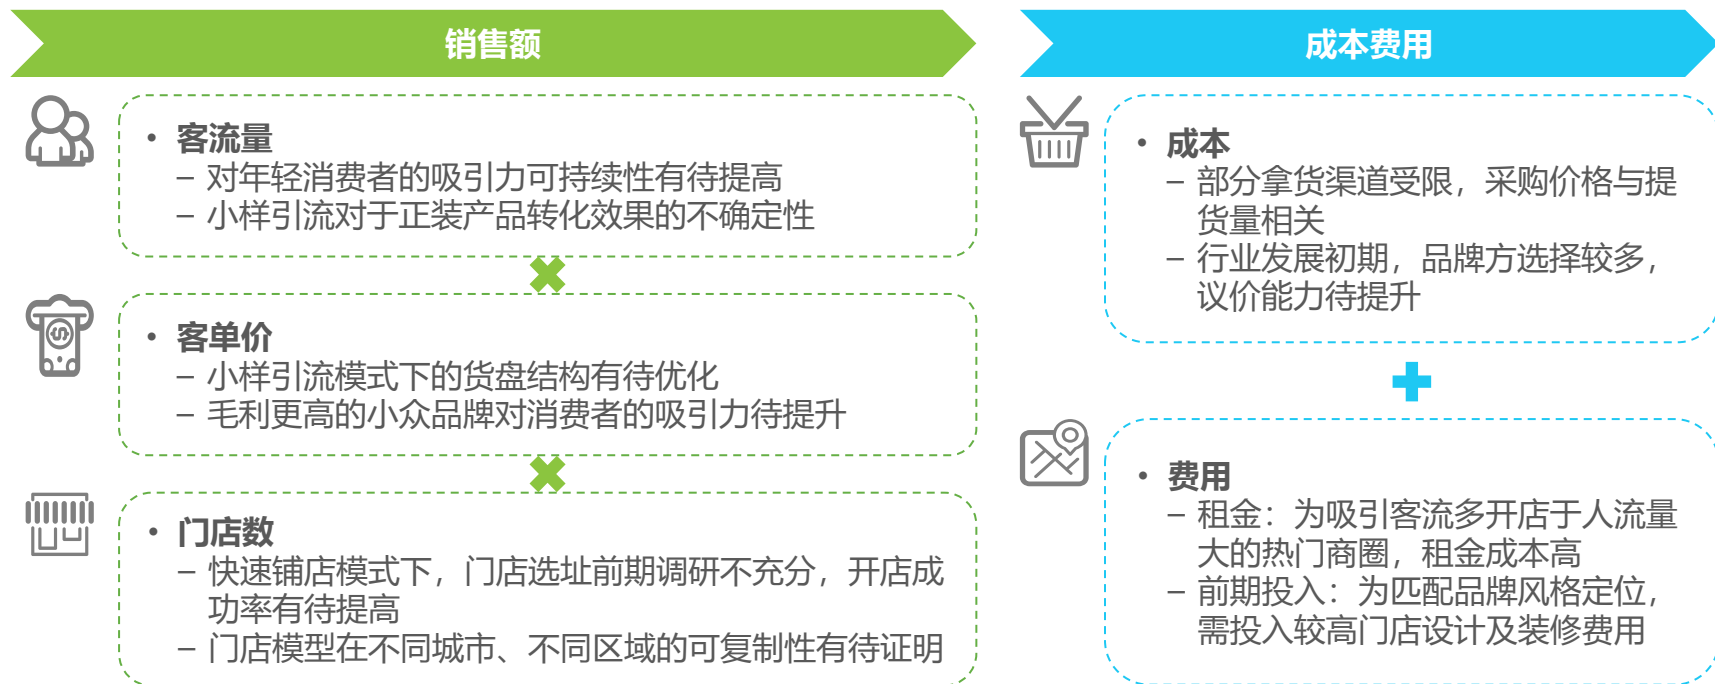 销售额
• 客流量
– 对年轻消费者的吸引力可持续性有待提高
– 小样引流对于正装产品转化效果的不确定性
• 客单价
– 小样引流模式下的货盘结构有待优化
– 毛利更高的小众品牌对消费者的吸引力待提升
• 门店数
– 快速铺店模式下，门店选址前期调研不充分，开店成
功率有待提高
– 门店模型在不同城市、不同区域的可复制性有待证明
成本费用
• 成本
– 部分拿货渠道受限，采购价格与提
货量相关
– 行业发展初期，品牌方选择较多，
议价能力待提升
• 费用
– 租金：为吸引客流多开店于人流量
大的热门商圈，租金成本高
– 前期投入：为匹配品牌风格定位，
需投入较高门店设计及装修费用